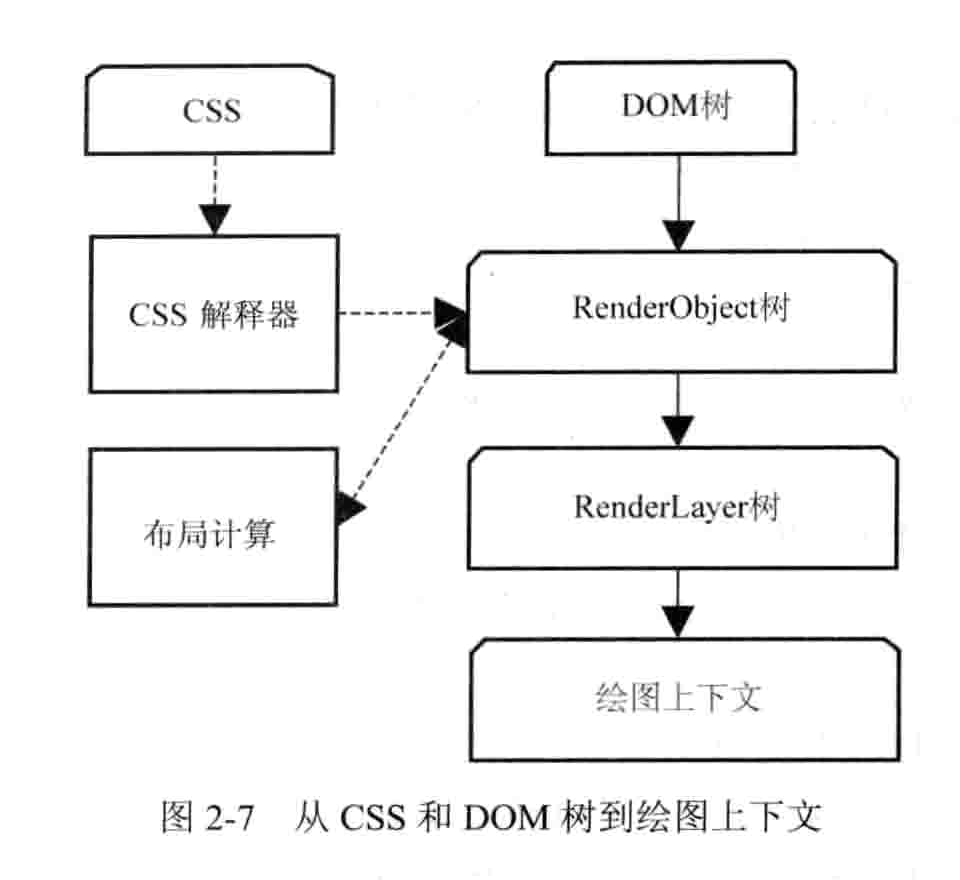 CSS
DOM树
CSS 解释器
RenderObject树
布局计算
RenderLayer树
绘图上下文
图 2-7 从 CSS 和 DOM 树到绘图上下文